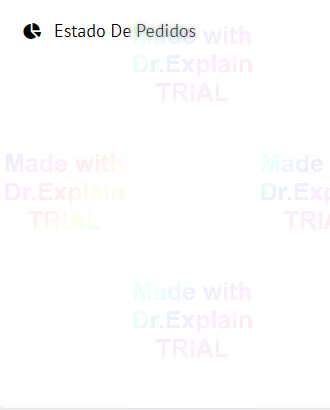 Estado De Pedidos
Made with
Dr.Explain
TRIAL
Made with
Dr.Explain
TRIAL
Made
Dr.Exp
TRIA
Made with
Dr.Explain
TRIAL